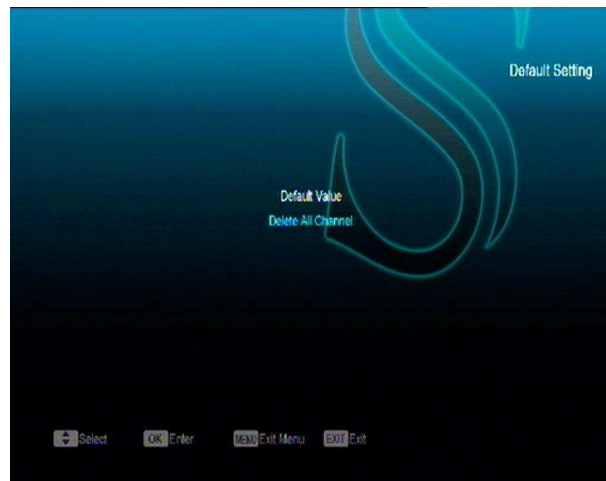 Default Setting
Default Value
Delete All Channel
Select OK Enter MENU Exit Menu EXIT Exit